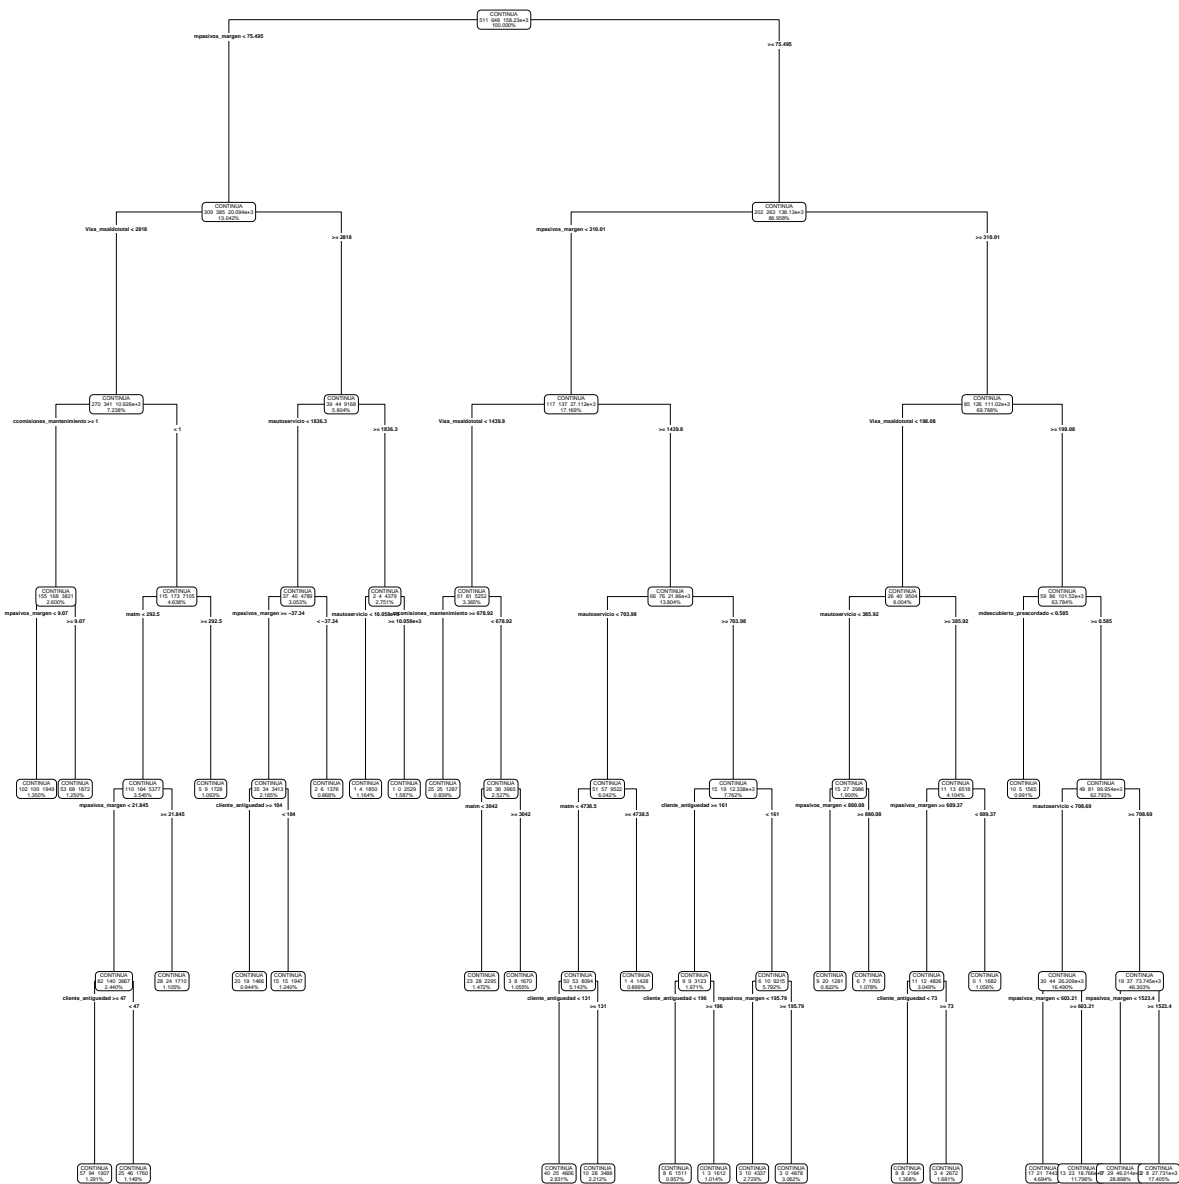 CONTINUA
511 648 158.23e+3
100.000%
mpasivos_margen < 75.495
>= 75.495
CONTINUA
309 385 20.094e+3
13.042%
CONTINUA
202 263 138.13e+3
86.958%
Visa_msaldototal < 2818
>= 2818
mpasivos_margen < 310.01
>= 310.01
CONTINUA
270 341 10.926e+3
7.238%
CONTINUA
39 44 9168
5.804%
CONTINUA
117 137 27.112e+3
17.169%
CONTINUA
85 126 111.02e+3
69.788%
ccomisiones_mantenimiento >= 1
< 1
mautoservicio < 1836.3
>= 1836.3
Visa_msaldototal < 1439.8
>= 1439.8
Visa_msaldototal < 198.08
>= 198.08
CONTINUA
155 168 3821
2.600%
CONTINUA
115 173 7105
4.638%
CONTINUA
37 40 4789
3.053%
CONTINUA
2 4 4379
2.751%
CONTINUA
51 61 5252
3.365%
CONTINUA
66 76 21.86e+3
13.804%
CONTINUA
26 40 9504
6.004%
CONTINUA
59 86 101.52e+3
63.784%
mpasivos_margen < 9.07
>= 9.07
matm < 292.5
>= 292.5
mpasivos_margen >= -37.34
< -37.34
mautoservicio <
>= 10.058e+3
comisiones_mantenimiento >= 678.92
< 678.92
mautoservicio < 703.98
>= 703.98
mautoservicio < 385.92
>= 385.92
mdescubierto_preacordado < 0.585
>= 0.585
CONTINUA
102 100 1949
1.350%
CONTINUA
53 68 1872
1.250%
CONTINUA
110 164 5377
3.545%
CONTINUA
5 9 1728
1.093%
CONTINUA
35 34 3413
2.185%
CONTINUA
2 6 1376
0.868%
CONTINUA
1 4 1850
1.164%
CONTINUA
1 0 2529
1.587%
CONTINUA
25 25 1287
0.839%
CONTINUA
26 36 3965
2.527%
CONTINUA
51 57 9522
6.042%
CONTINUA
15 19 12.338e+3
7.762%
CONTINUA
15 27 2986
1.900%
CONTINUA
11 13 6518
4.104%
CONTINUA
10 5 1565
0.991%
CONTINUA
49 81 99.954e+3
62.793%
mpasivos_margen < 21.845
>= 21.845
cliente_antiguedad >= 104
< 104
matm < 3042
>= 3042
matm < 4738.5
>= 4738.5
cliente_antiguedad >= 161
< 161
mpasivos_margen < 880.08
>= 880.08
mpasivos_margen >= 609.37
< 609.37
mautoservicio < 708.69
>= 708.69
CONTINUA
82 140 3667
2.440%
CONTINUA
28 24 1710
1.105%
CONTINUA
20 19 1466
0.944%
CONTINUA
15 15 1947
1.240%
CONTINUA
23 28 2295
1.472%
CONTINUA
3 8 1670
1.055%
CONTINUA
50 53 8094
5.143%
CONTINUA
1 4 1428
0.899%
CONTINUA
9 9 3123
1.971%
CONTINUA
6 10 9215
5.792%
CONTINUA
9 20 1281
0.822%
CONTINUA
6 7 1705
1.078%
CONTINUA
11 12 4836
3.049%
CONTINUA
0 1 1682
1.056%
CONTINUA
30 44 26.209e+3
16.490%
CONTINUA
19 37 73.745e+3
46.303%
cliente_antiguedad >= 47
< 47
cliente_antiguedad < 131
>= 131
cliente_antiguedad < 196
>= 196
mpasivos_margen < 195.79
>= 195.79
cliente_antiguedad < 73
>= 73
mpasivos_margen < 603.21
>= 603.21
mpasivos_margen < 1523.4
>= 1523.4
CONTINUA
57 94 1907
1.291%
CONTINUA
25 46 1760
1.149%
CONTINUA
40 25 4606
2.931%
CONTINUA
10 28 3488
2.212%
CONTINUA
8 6 1511
0.957%
CONTINUA
1 3 1612
1.014%
CONTINUA
3 10 4337
2.729%
CONTINUA
3 0 4878
3.062%
CONTINUA
8 8 2164
1.368%
CONTINUA
3 4 2672
1.681%
CONTINUA
17 21 7443
4.694%
CONTINUA
13 23 18.766e+3
11.796%
CONTINUA
29 46.014e+3
28.898%
CONTINUA
8 27.731e+3
17.405%